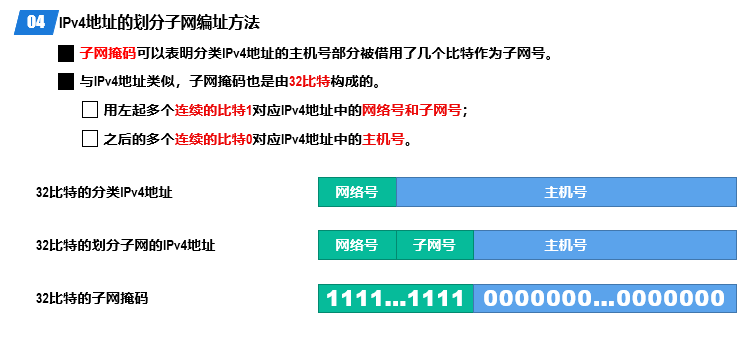 04 IPv4地址的划分子网编址方法
子网掩码可以表明分类IPv4地址的主机号部分被借用了几个比特作为子网号。
与IPv4地址类似，子网掩码也是由32比特构成的。
用左起多个连续的比特1对应IPv4地址中的网络号和子网号；
之后的多个连续的比特0对应IPv4地址中的主机号。
32比特的分类IPv4地址 网络号 主机号
32比特的划分子网的IPv4地址 网络号 子网号 主机号
32比特的子网掩码 1111...1111 0000000...0000000